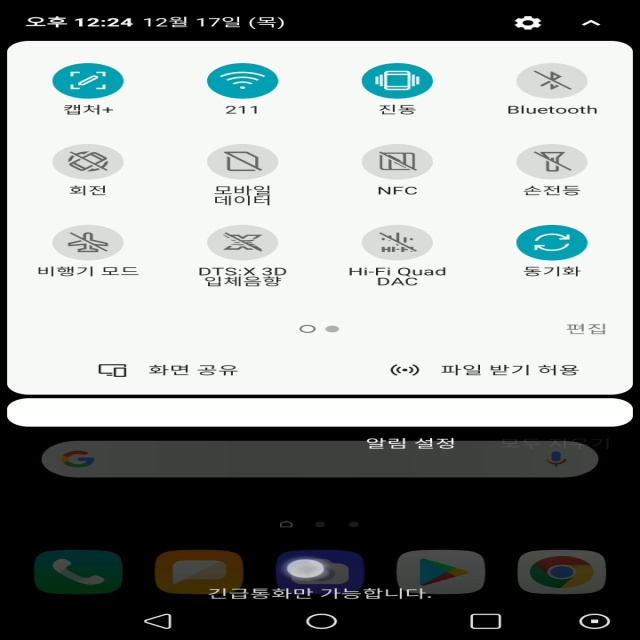 오후 12:24 12월 17일 (목)
캡처+
211
진동
Bluetooth
회전
모바일
데이터
NFC
손전등
비행기 모드
DTS:X 3D
입체음향
Hi-Fi Quad
DAC
동기화
편집
화면 공유
파일 받기 허용
알림 설정
모두 지우기
긴급통화만 가능합니다.